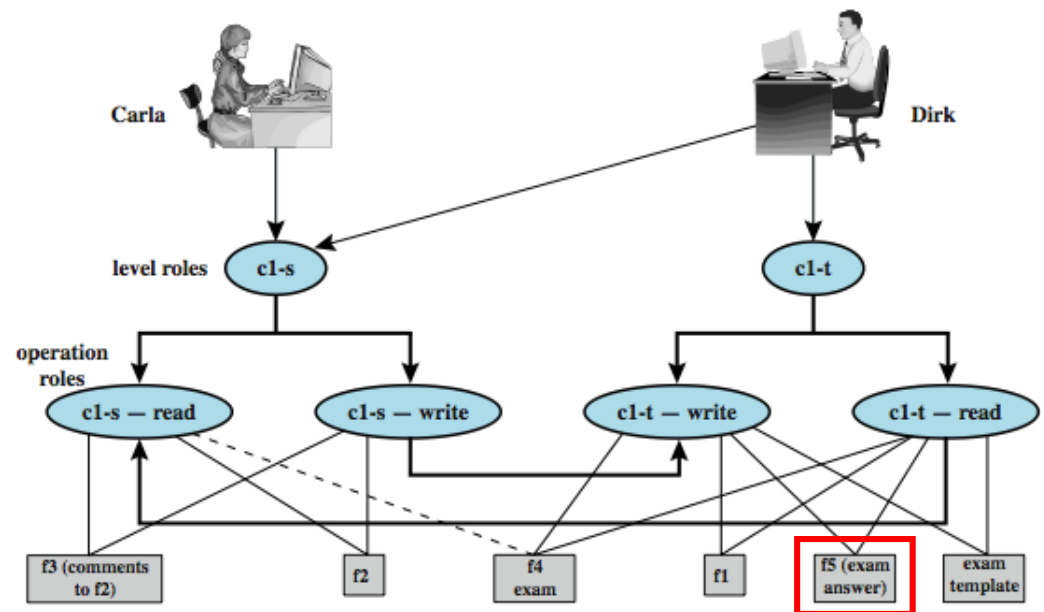 Carla
Dirk
level roles
c1-s
c1-t
operation
roles
c1-s — read
c1-s — write
c1-t — write
c1-t — read
f3 (comments
to f2)
f2
f4
exam
f1
f5 (exam
answer)
exam
template